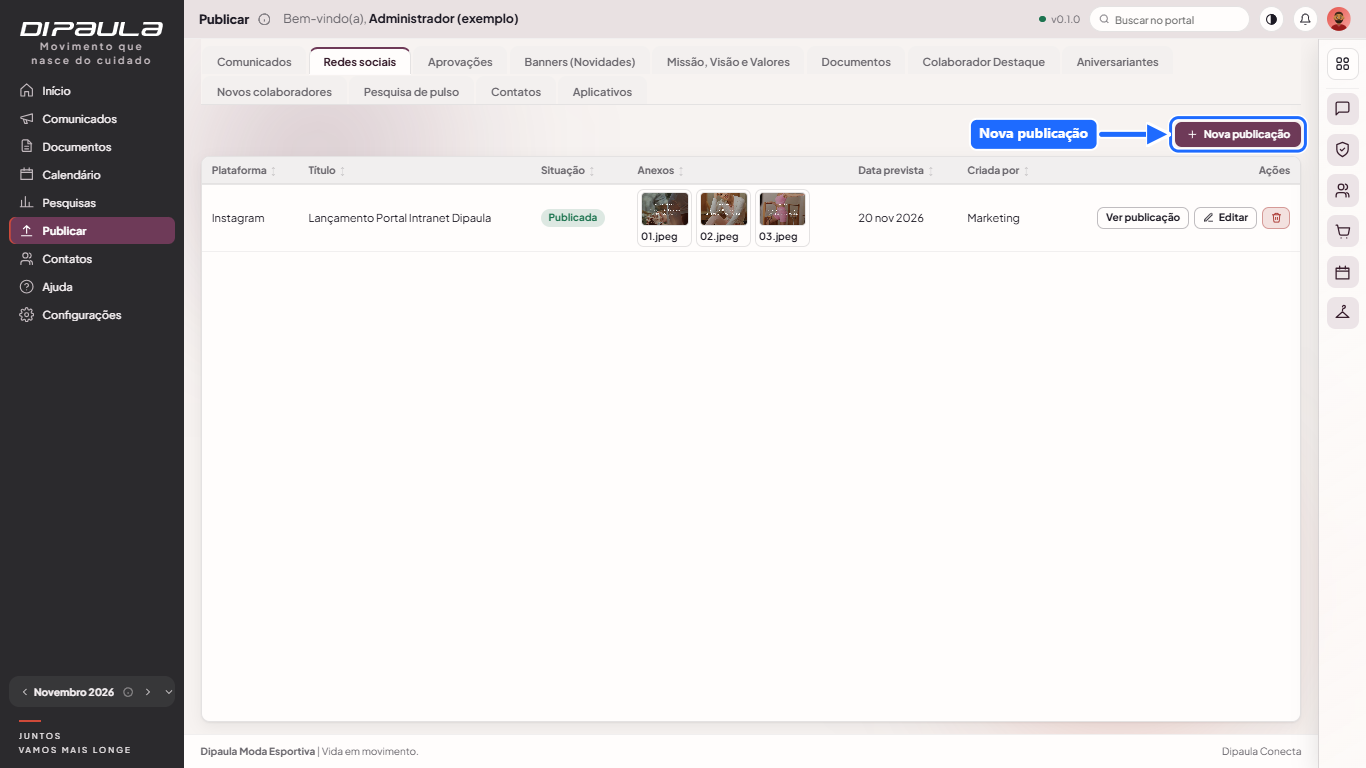 DIPAULA
Movimento que
nasce do cuidado
Início
Comunicados
Documentos
Calendário
Pesquisas
Publicar
Contatos
Ajuda
Configurações
Novembro 2026
JUNTOS
VAMOS MAIS LONGE
Publicar Bem-vindo(a), Administrador (exemplo)
v0.1.0 Buscar no portal
Comunicados Redes sociais Aprovações Banners (Novidades) Missão, Visão e Valores Documentos Colaborador Destaque Aniversariantes
Novos colaboradores Pesquisa de pulso Contatos Aplicativos
Nova publicação + Nova publicação
Plataforma Título Situação Anexos Data prevista Criada por Ações
Instagram Lançamento Portal Intranet Dipaula Publicada 01.jpeg 02.jpeg 03.jpeg 20 nov 2026 Marketing Ver publicação Editar
Dipaula Moda Esportiva | Vida em movimento.
Dipaula Conecta